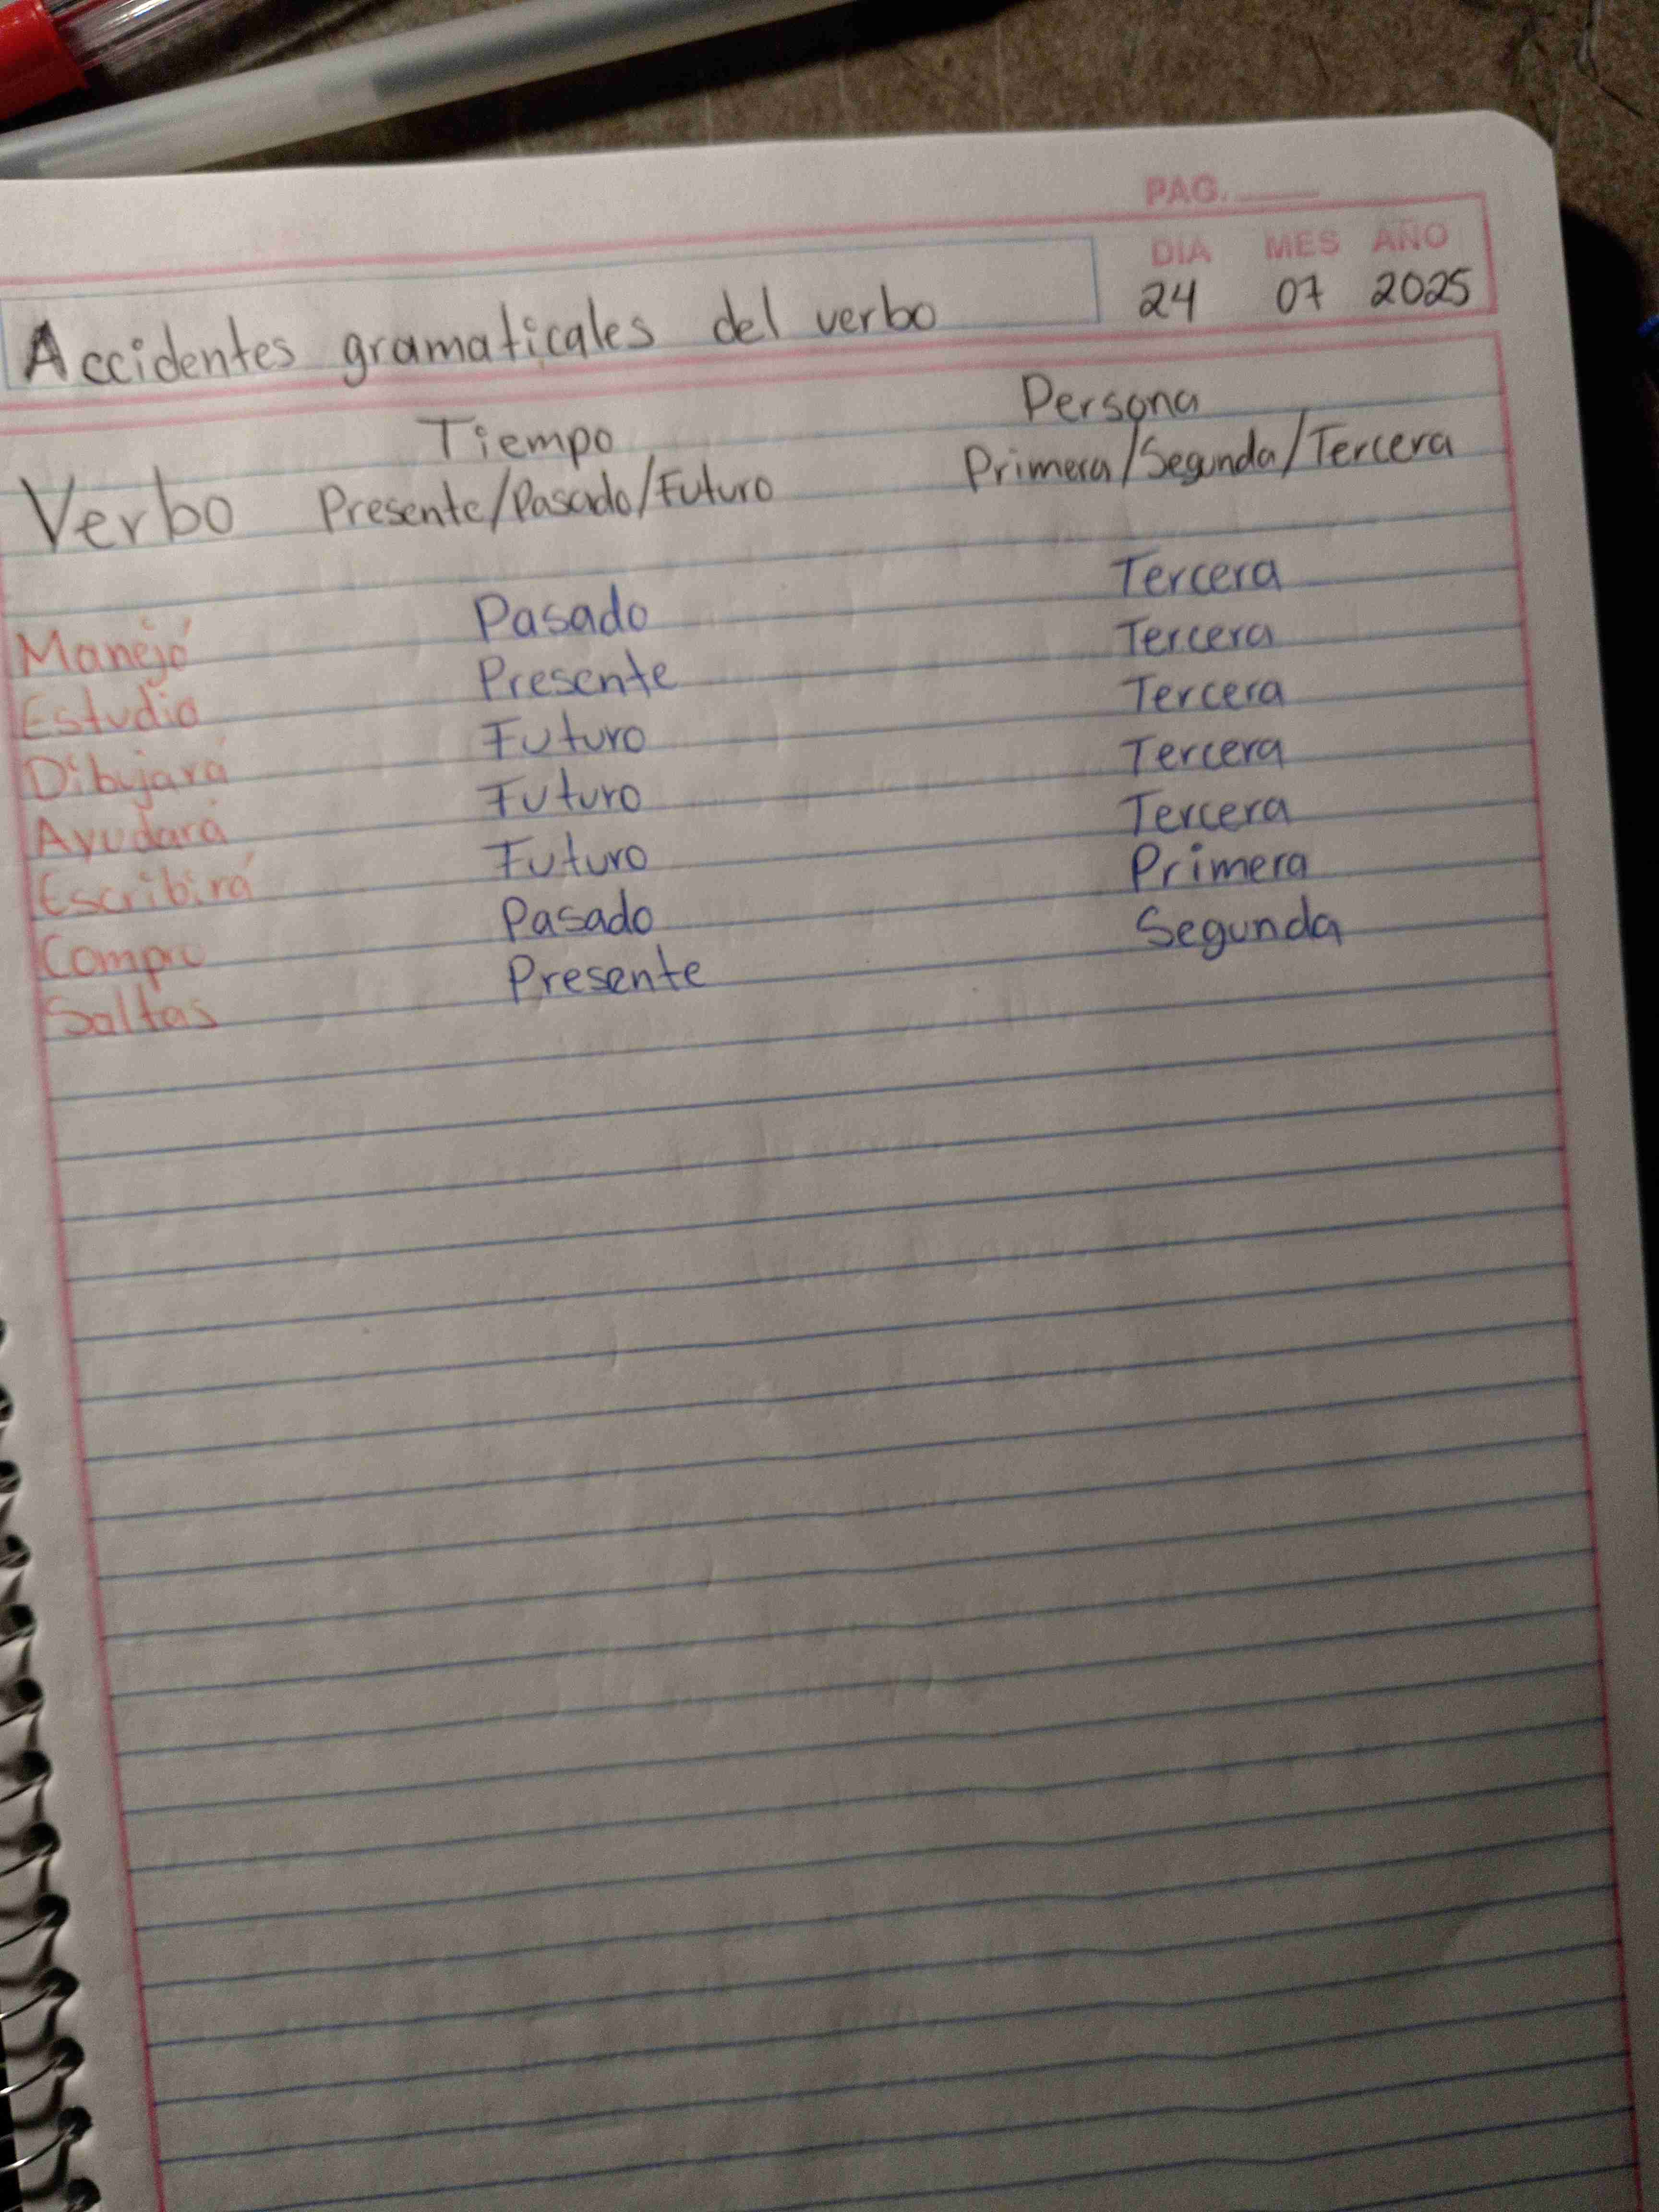 PAG.
DIA MES AÑO
24 07 2025
Accidentes gramaticales del verbo
Tiempo Persona
Verbo Presente/Pasado/Futuro Primera/Segunda/Tercera
Manejó Pasado Tercera
Estudia Presente Tercera
Dibujará Futuro Tercera
Ayudará Futuro Tercera
Escribirá Futuro Tercera
Pasado Primera
Saltas Presente Segunda